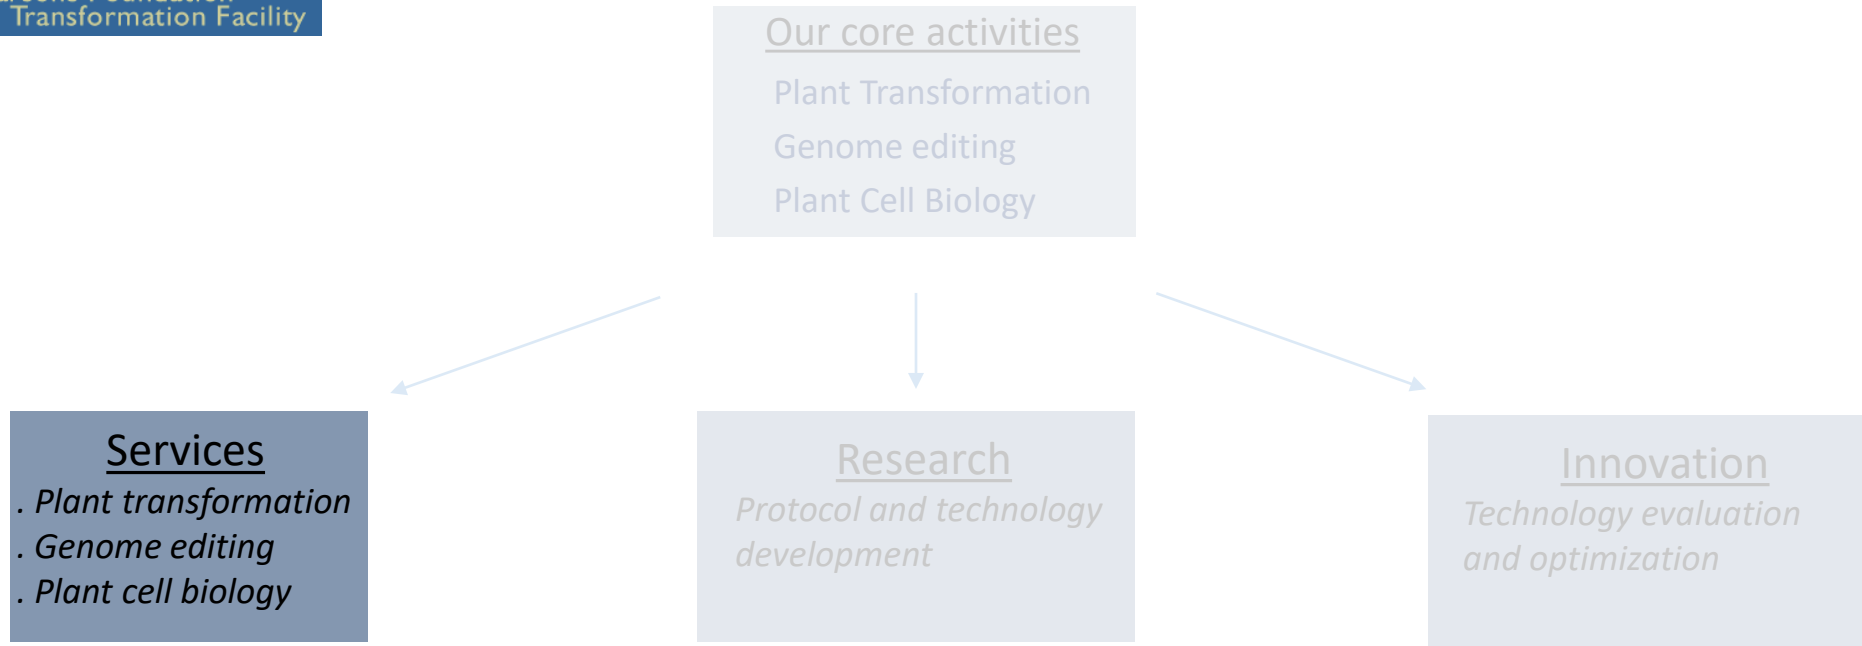 Foundation
Transformation Facility
Our core activities
Plant Transformation
Genome editing
Plant Cell Biology
Services
. Plant transformation
. Genome editing
. Plant cell biology
Research
Protocol and technology
development
Innovation
Technology evaluation
and optimization